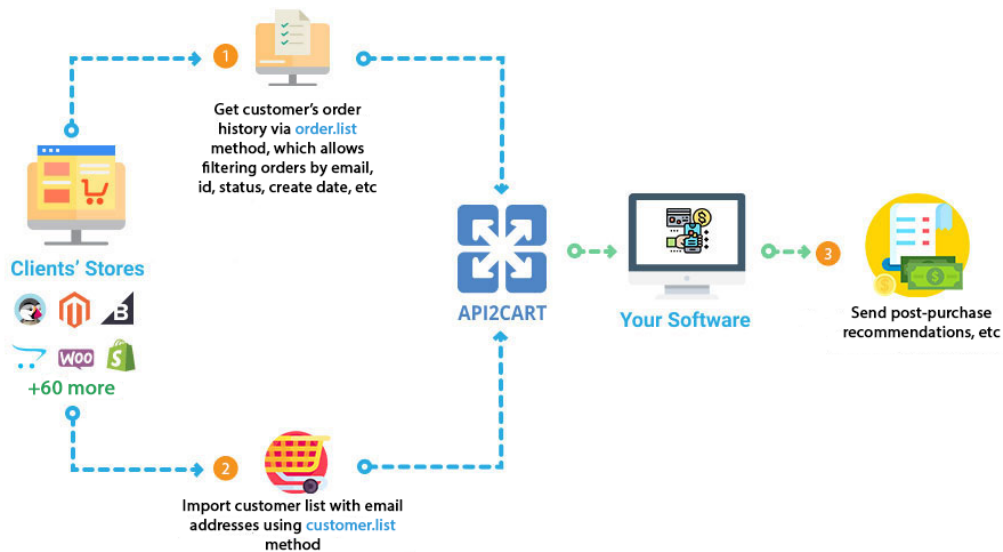 1
Get customer's order
history via order.list
method, which allows
filtering orders by email,
id, status, create date, etc
Clients' Stores
B
WOO
S
+60 more
2
Import customer list with email
addresses using customer.list
method
API2CART
Your Software
$
3
$
$
Send post-purchase
recommendations, etc